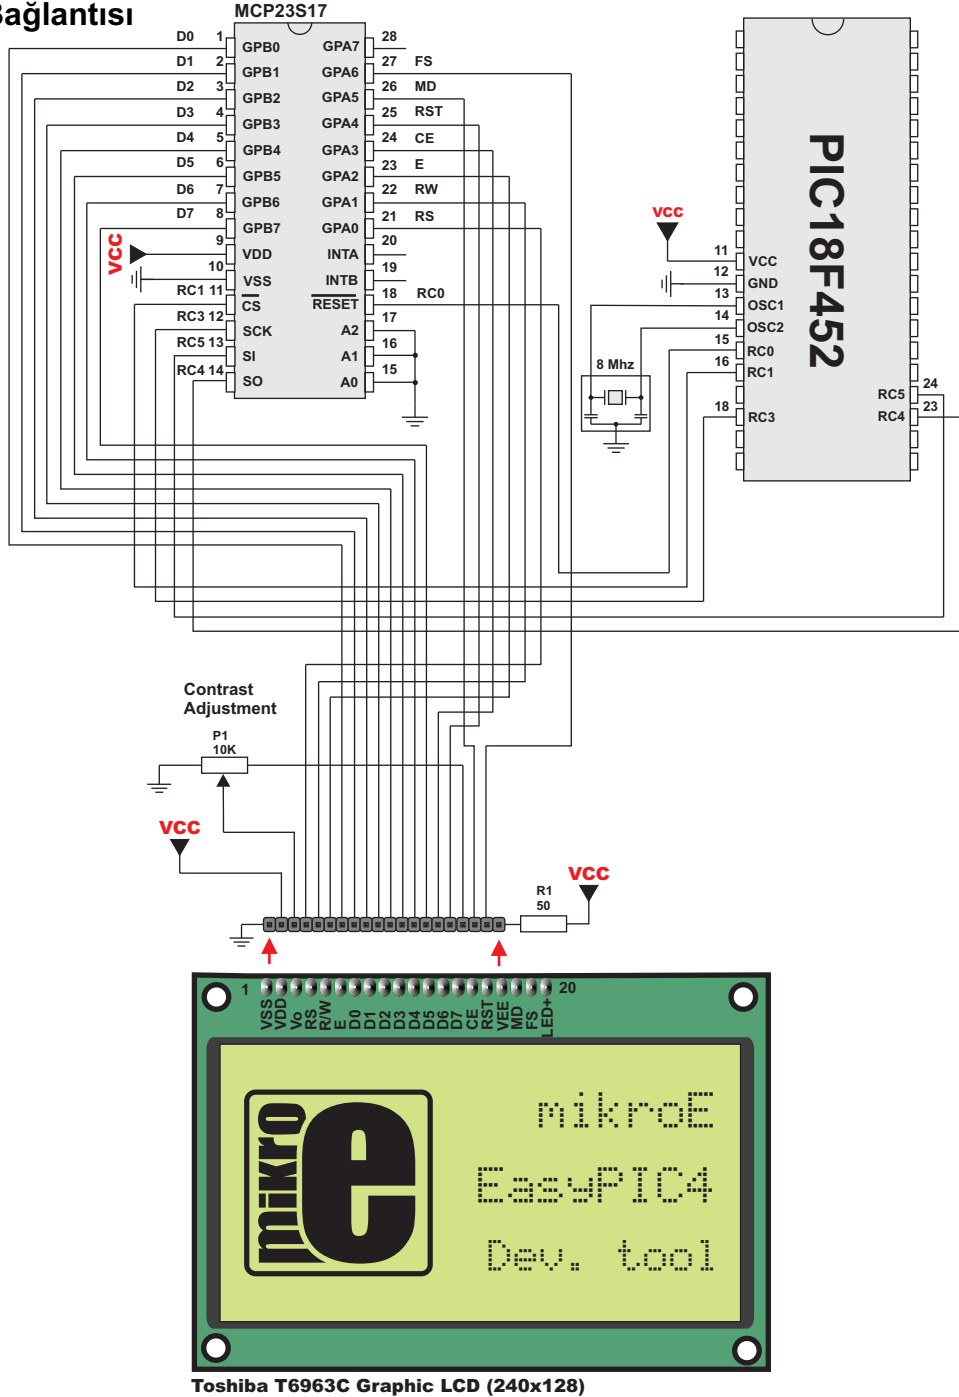 Bağlantısı
MCP23S17
D0 1 GPB0 GPA7 28
D1 2 GPB1 GPA6 27 FS
D2 3 GPB2 GPA5 26 MD
D3 4 GPB3 GPA4 25 RST
D4 5 GPB4 GPA3 24 CE
D5 6 GPB5 GPA2 23 E
D6 7 GPB6 GPA1 22 RW
D7 8 GPB7 GPA0 21 RS
VCC 9 VDD INTA 20
10 VSS INTB 19
RC1 11 CS RESET 18 RC0
RC3 12 SCK A2 17
RC5 13 SI A1 16
RC4 14 SO A0 15
PIC18F452
VCC
11 VCC
12 GND
13 OSC1
14 OSC2
15 RC0
16 RC1
RC5 24
18 RC3 RC4 23
8 Mhz
Contrast
Adjustment
P1
10K
VCC
VCC
R1
50
1 20
VSS
VDD
Vo
RS
R/W
E
D0
D1
D2
D3
D4
D5
D6
D7
CE
RST
VEE
MD
FS
LED+
mikro
e
mikroE
EasyPIC4
Dev. tool
Toshiba T6963C Graphic LCD (240x128)